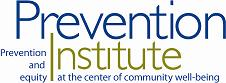 Prevention
Prevention Institute
and
equity at the center of community well-being